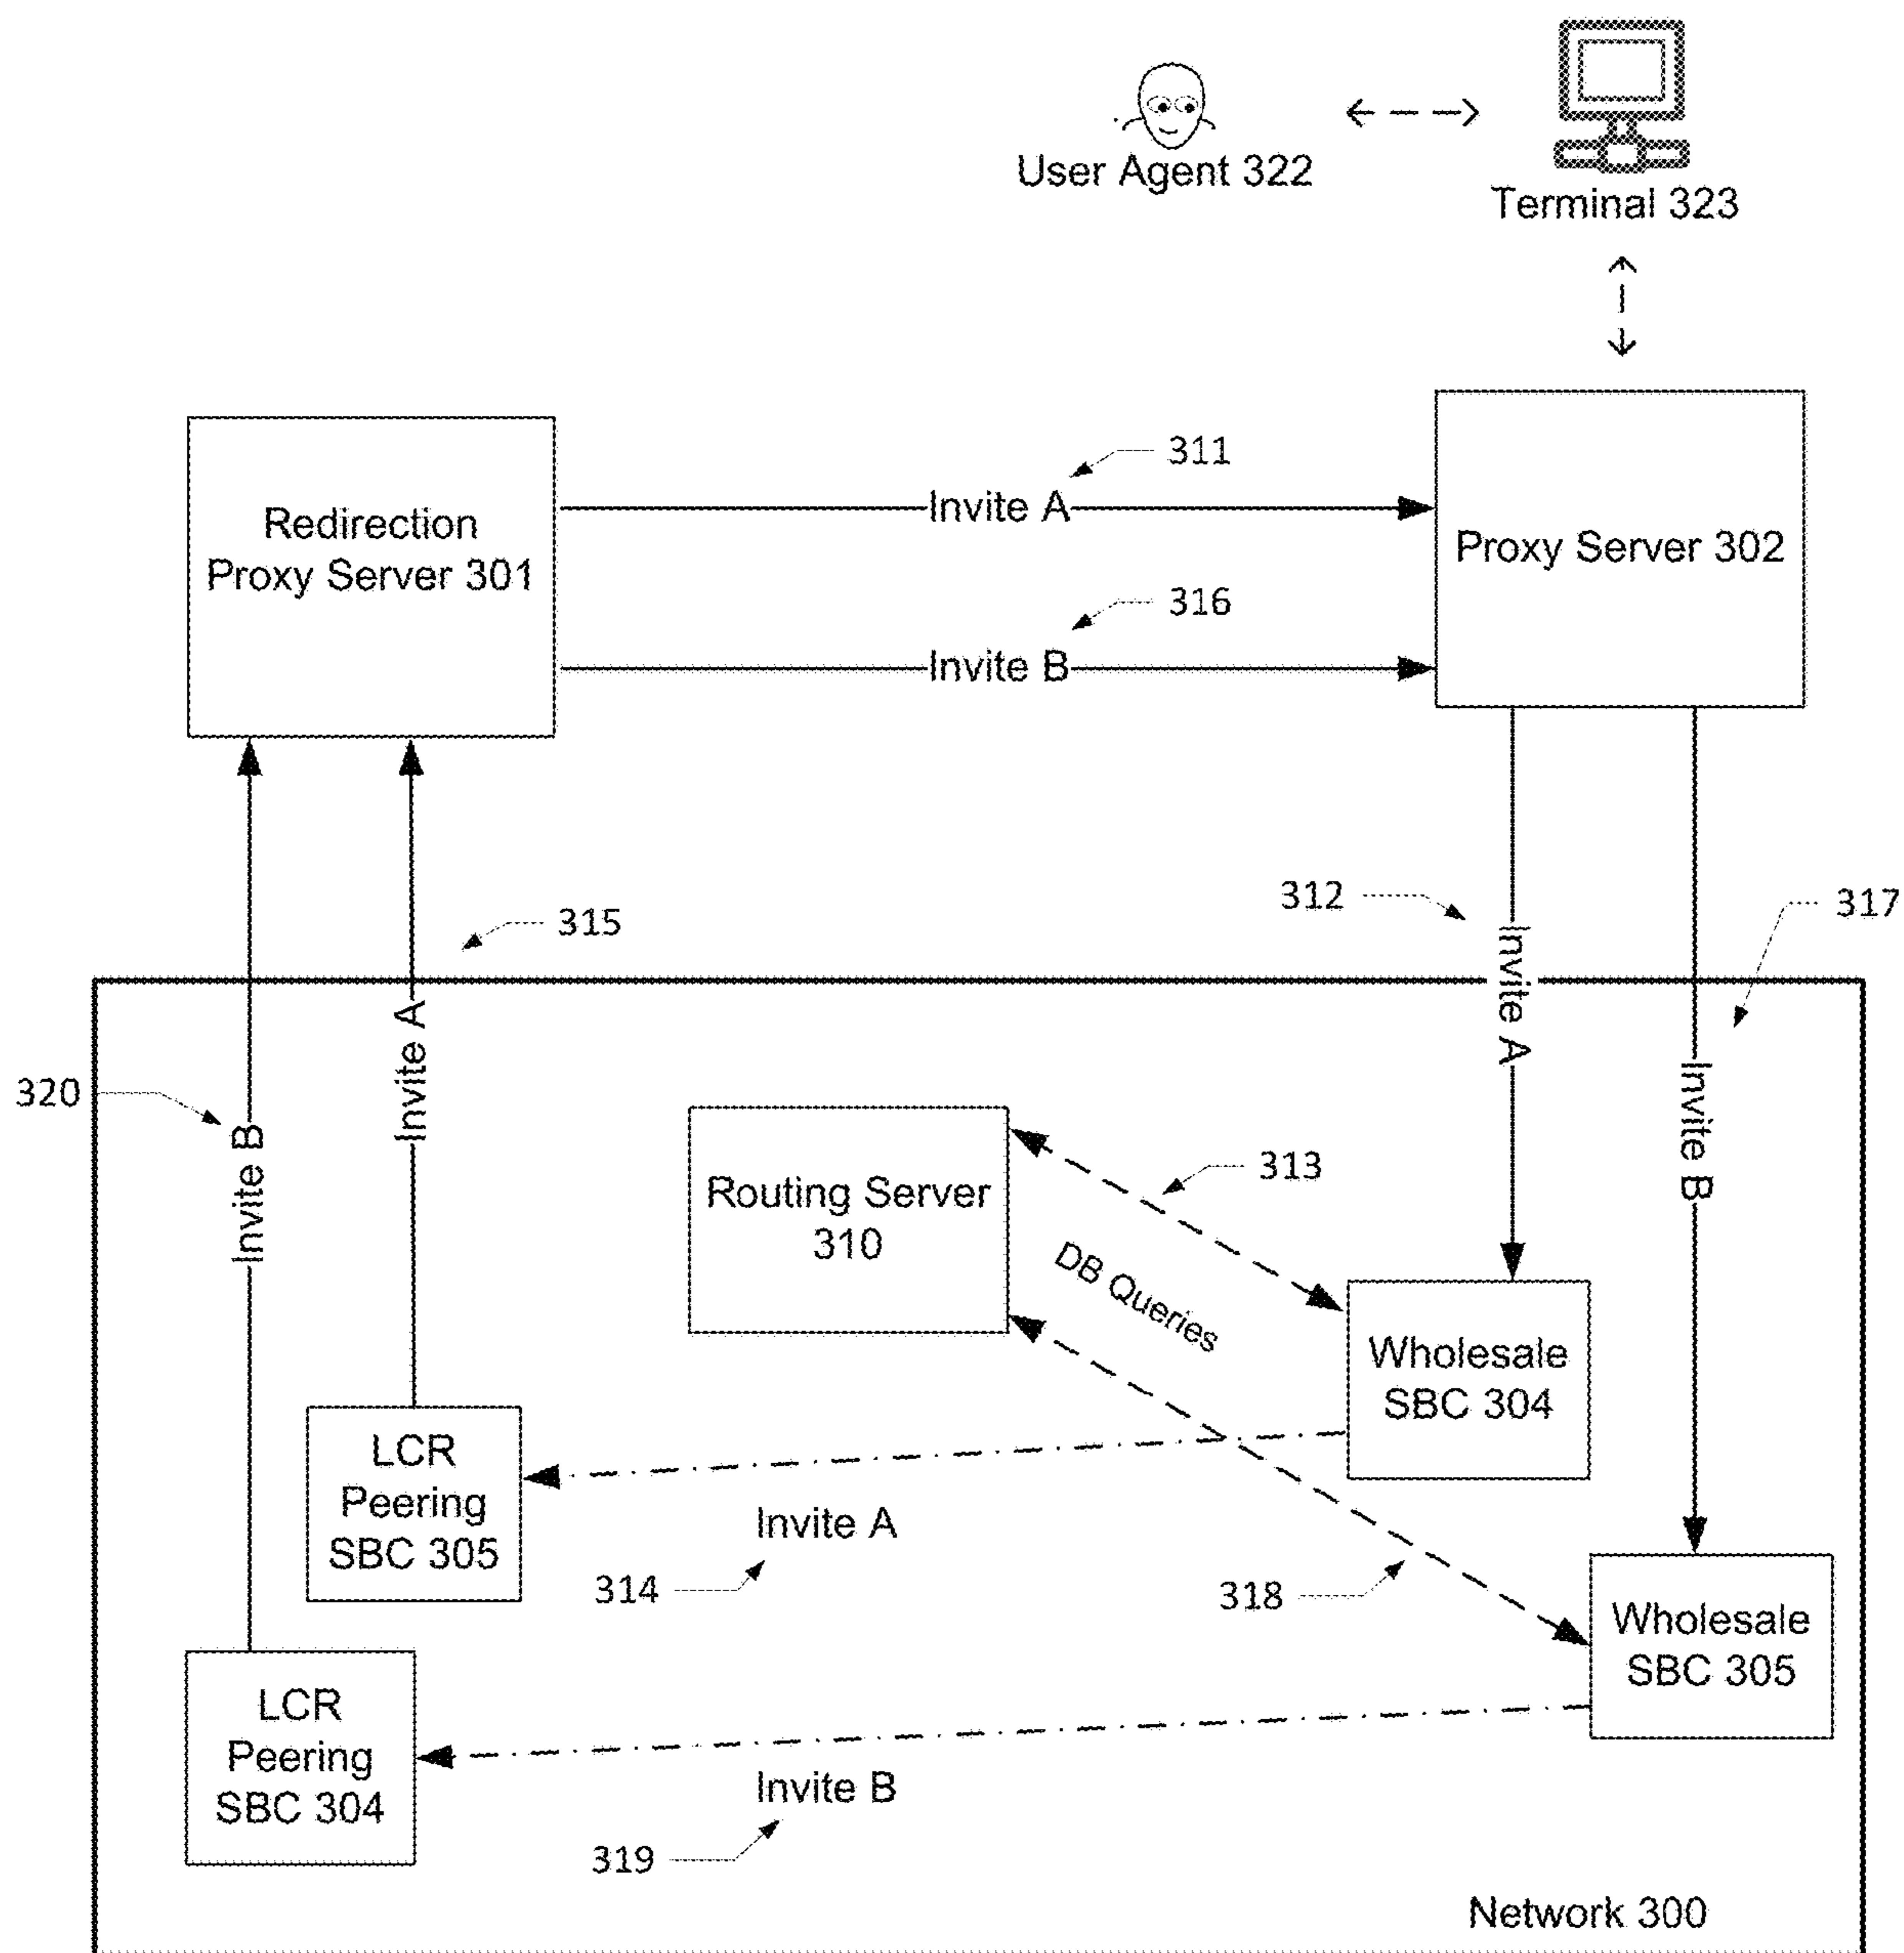 User Agent 322
Terminal 323
311
Invite A
Redirection
Proxy Server 301
Proxy Server 302
316
Invite B
312
317
315
Invite A
Invite A
320
Invite B
Invite B
313
Routing Server
310
DB Queries
Wholesale
SBC 304
LCR
Peering
SBC 305
Invite A
314
318
Wholesale
SBC 305
LCR
Peering
SBC 304
Invite B
319
Network 300